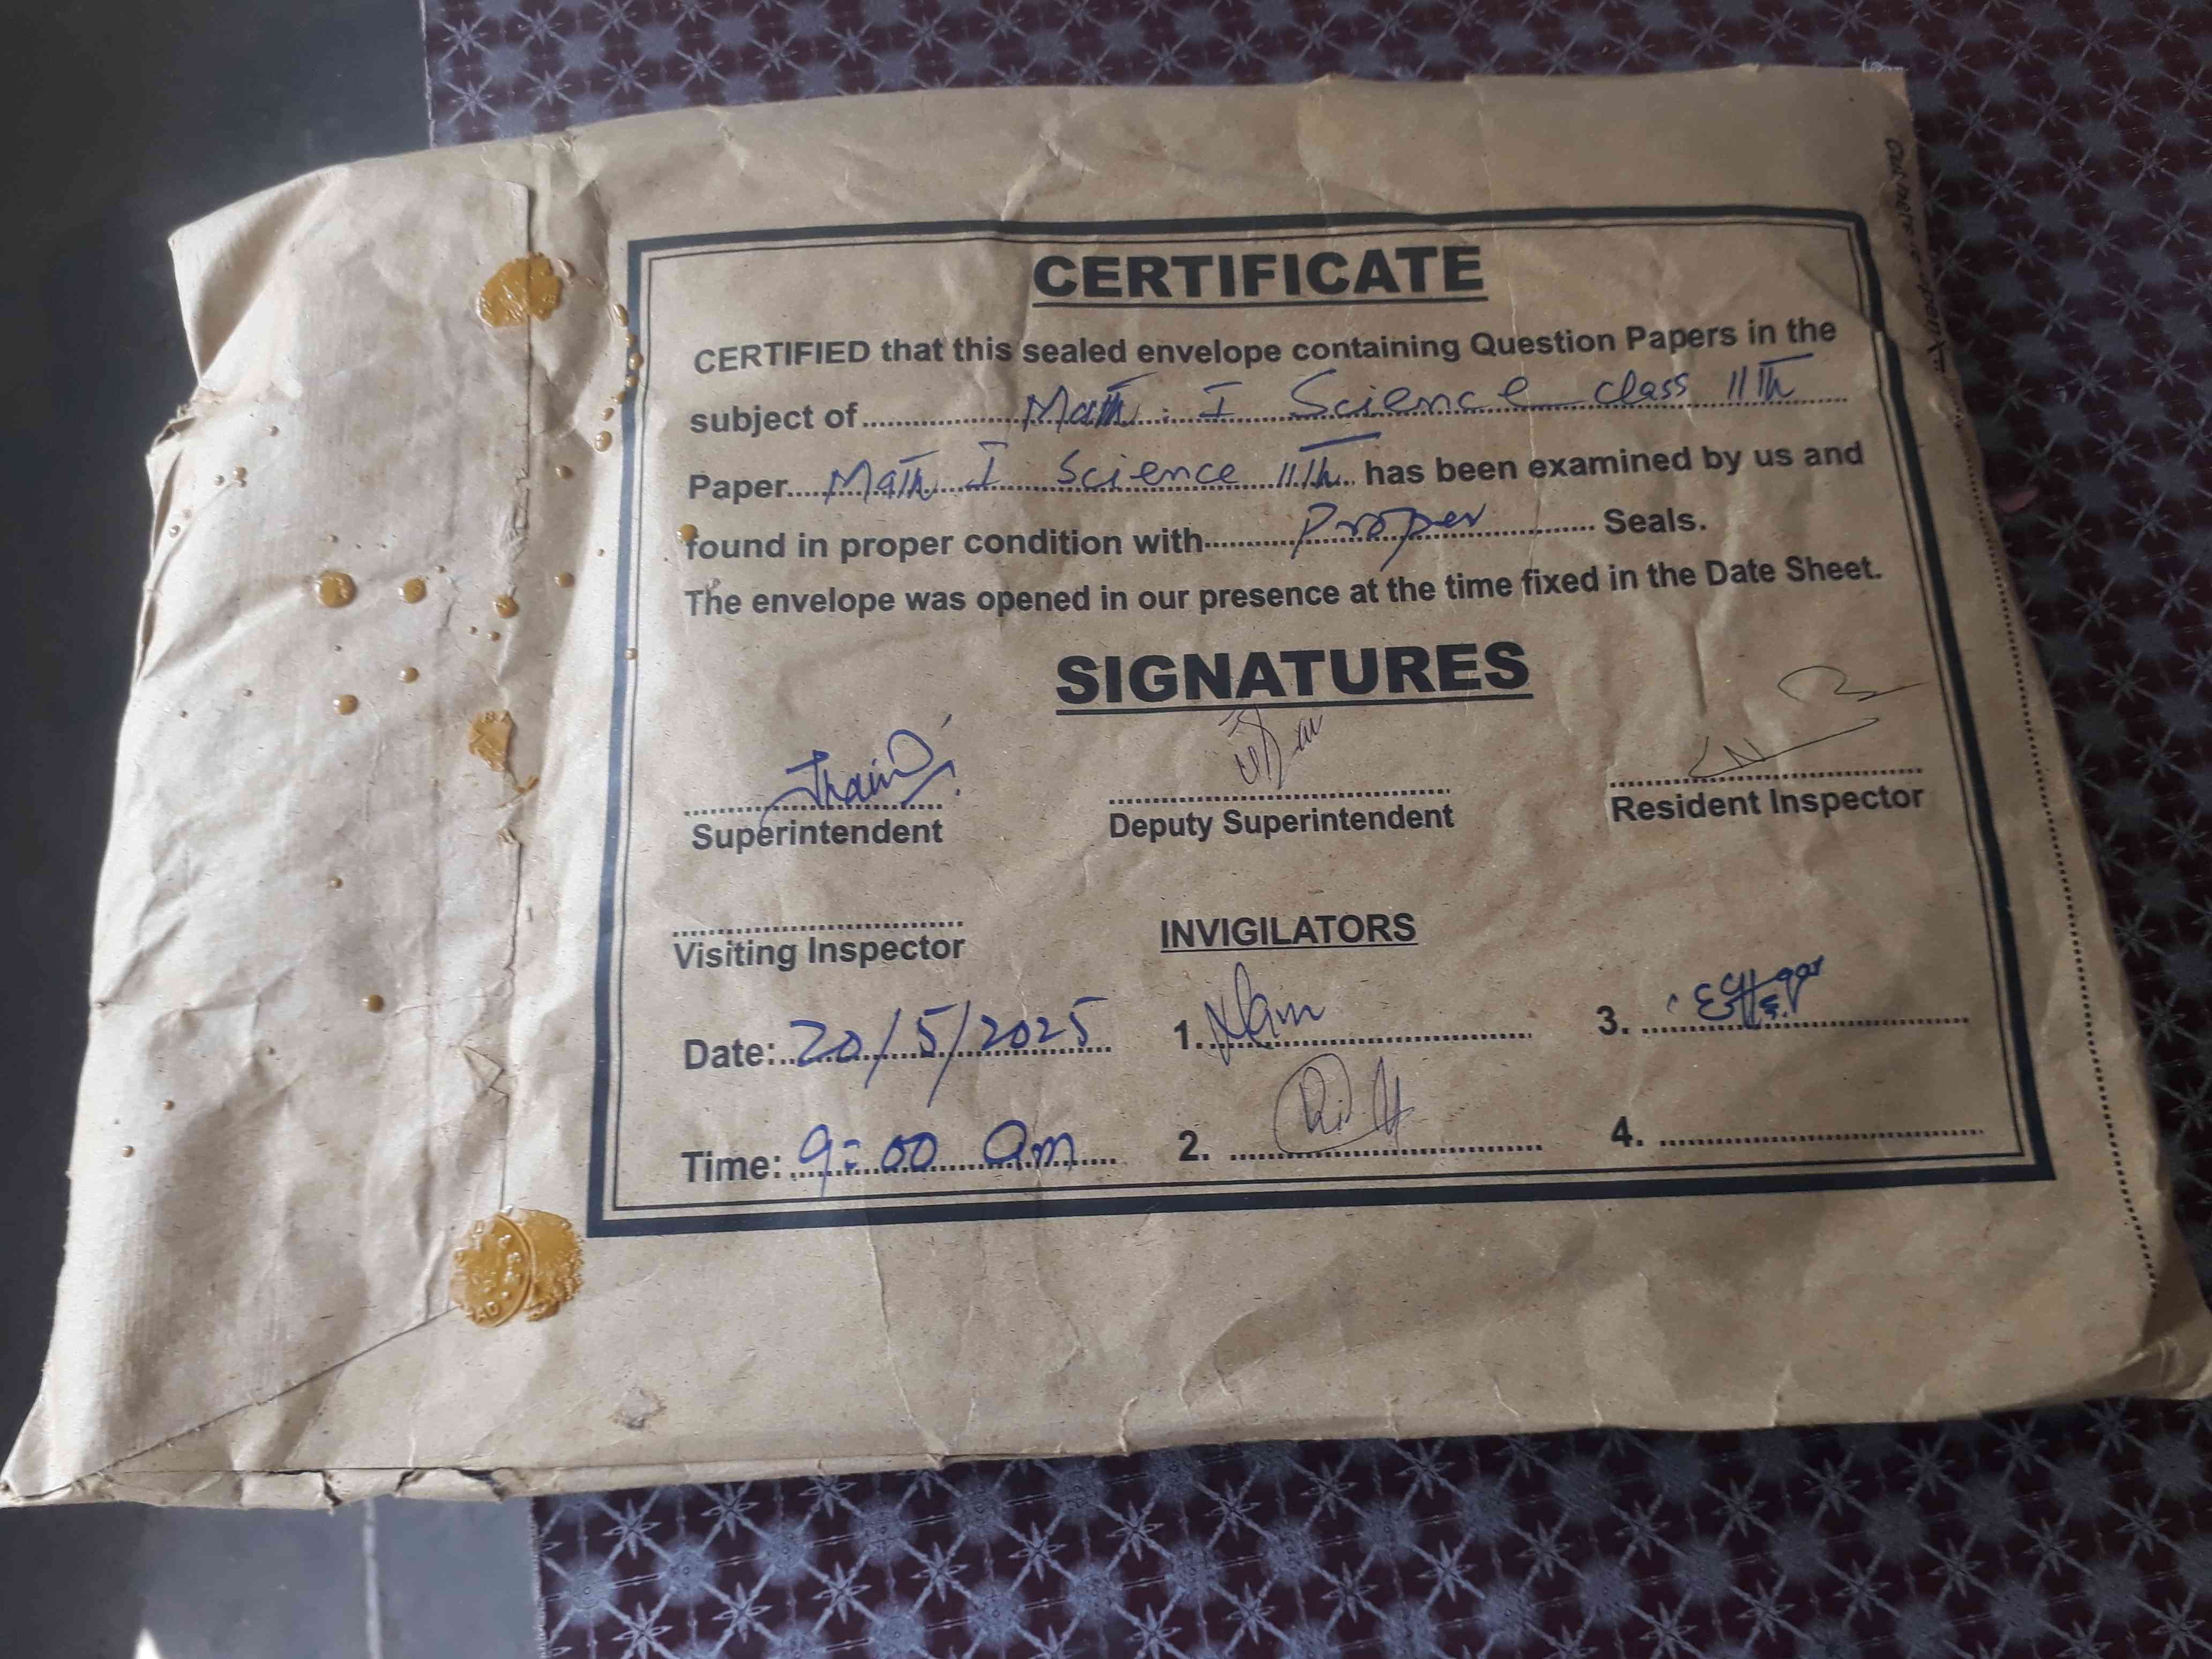 CERTIFICATE
CERTIFIED that this sealed envelope containing Question Papers in the
subject of Math : I Science class 11th
Paper Math I Science 11th has been examined by us and
found in proper condition with Proper Seals.
The envelope was opened in our presence at the time fixed in the Date Sheet.
SIGNATURES
Superintendent Deputy Superintendent Resident Inspector
Visiting Inspector INVIGILATORS
Date: 20/5/2025 1. 3.
Time: 9:00 am 2. 4.